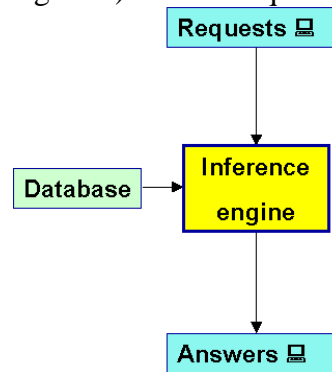 Requests 💻
Inference
engine
Database
Answers 💻